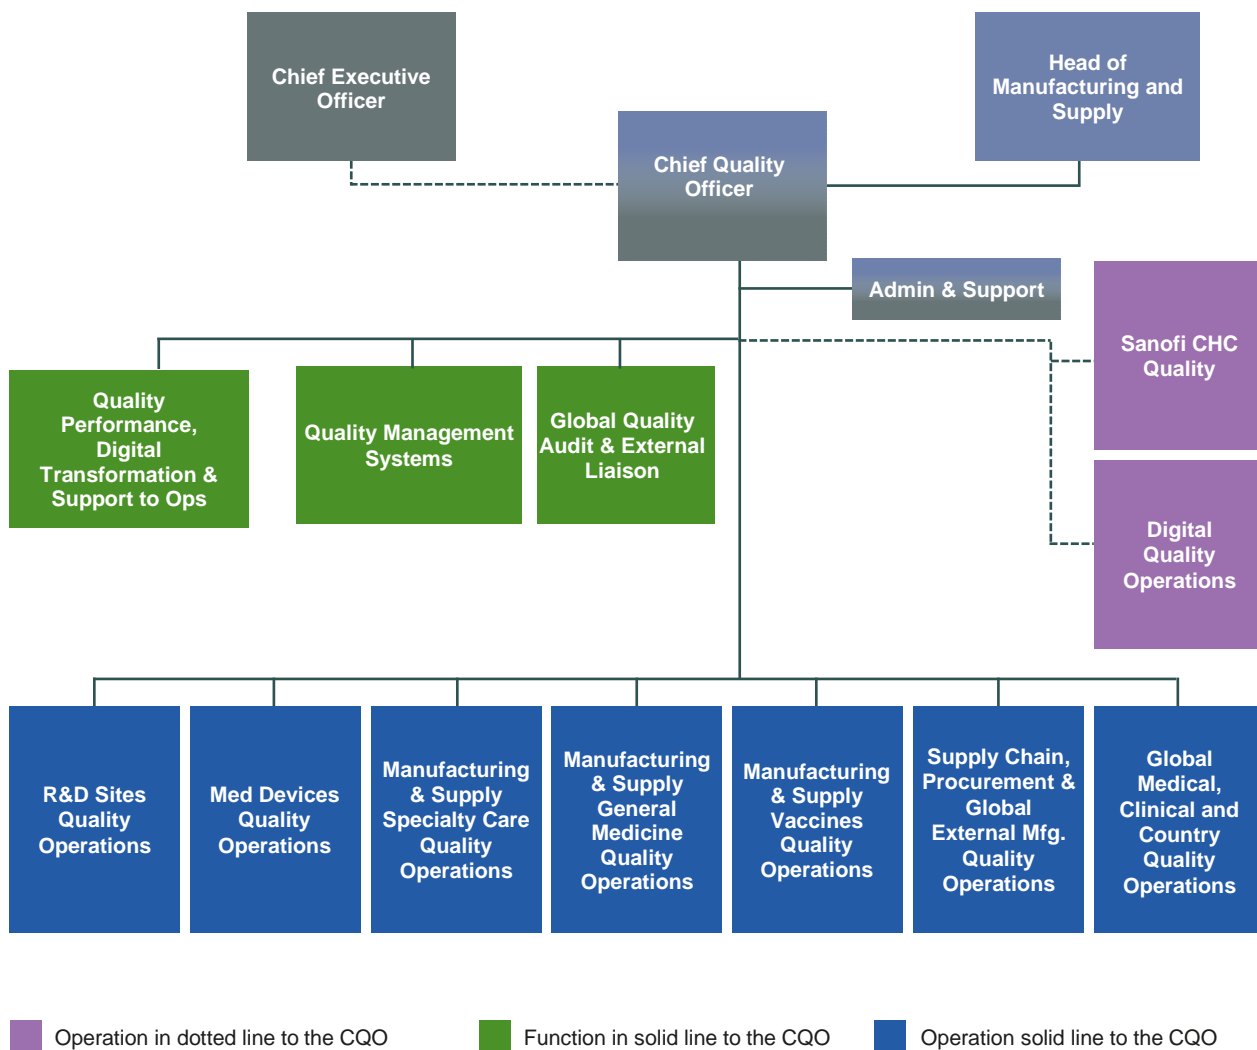 Chief Executive
Officer
Head of
Manufacturing and
Supply
Chief Quality
Officer
Admin & Support
Sanofi CHC
Quality
Quality
Performance,
Digital
Transformation &
Support to Ops
Quality Management
Systems
Global Quality
Audit & External
Liaison
Digital
Quality
Operations
R&D Sites
Quality
Operations
Med Devices
Quality
Operations
Manufacturing
& Supply
Specialty Care
Quality
Operations
Manufacturing
& Supply
General
Medicine
Quality
Operations
Manufacturing
& Supply
Vaccines
Quality
Operations
Supply Chain,
Procurement &
Global
External Mfg.
Quality
Operations
Global
Medical,
Clinical and
Country
Quality
Operations
Operation in dotted line to the CQO
Function in solid line to the CQO
Operation solid line to the CQO